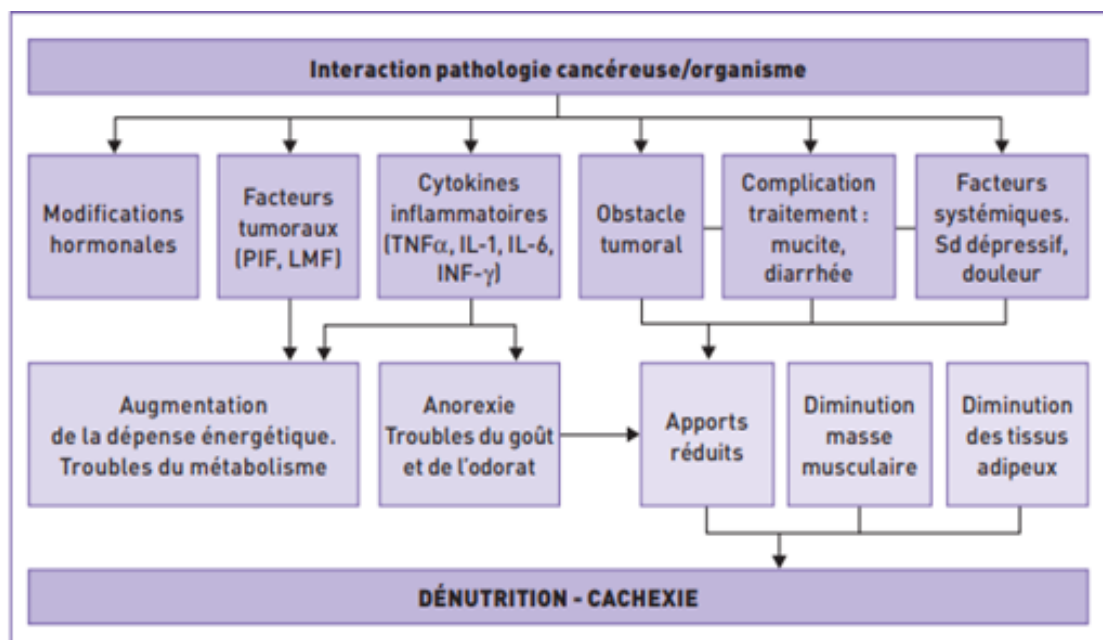 Interaction pathologie cancéreuse/organisme
Modifications
hormonales
Facteurs
tumoraux
(PIF, LMF)
Cytokines
inflammatoires
(TNFα, IL-1, IL-6,
INF-γ)
Obstacle
tumoral
Complication
traitement :
mucite,
diarrhée
Facteurs
systémiques.
Sd dépressif,
douleur
Augmentation
de la dépense énergétique.
Troubles du métabolisme
Anorexie
Troubles du goût
et de l'odorat
Apports
réduits
Diminution
masse
musculaire
Diminution
des tissus
adipeux
DÉNUTRITION - CACHEXIE